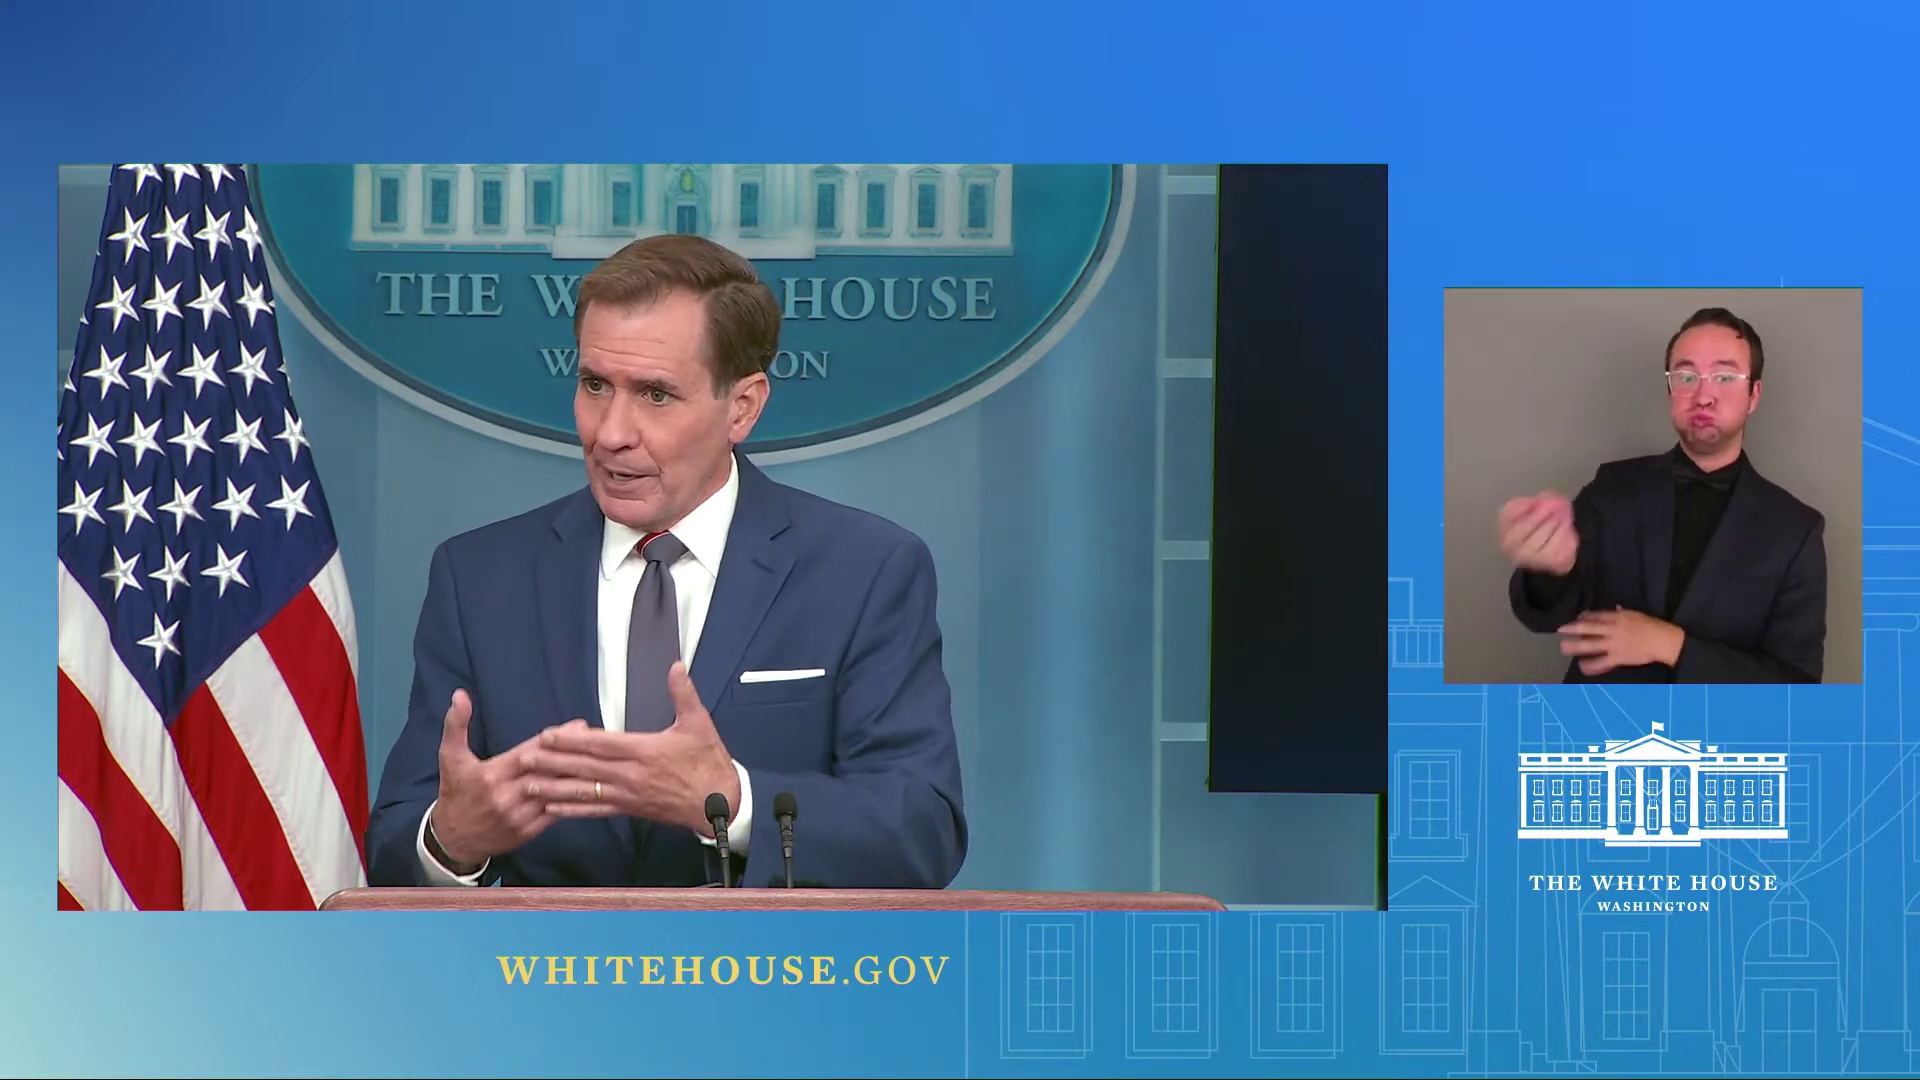 THE W HOUSE
W ON
THE WHITE HOUSE
WASHINGTON
WHITEHOUSE.GOV